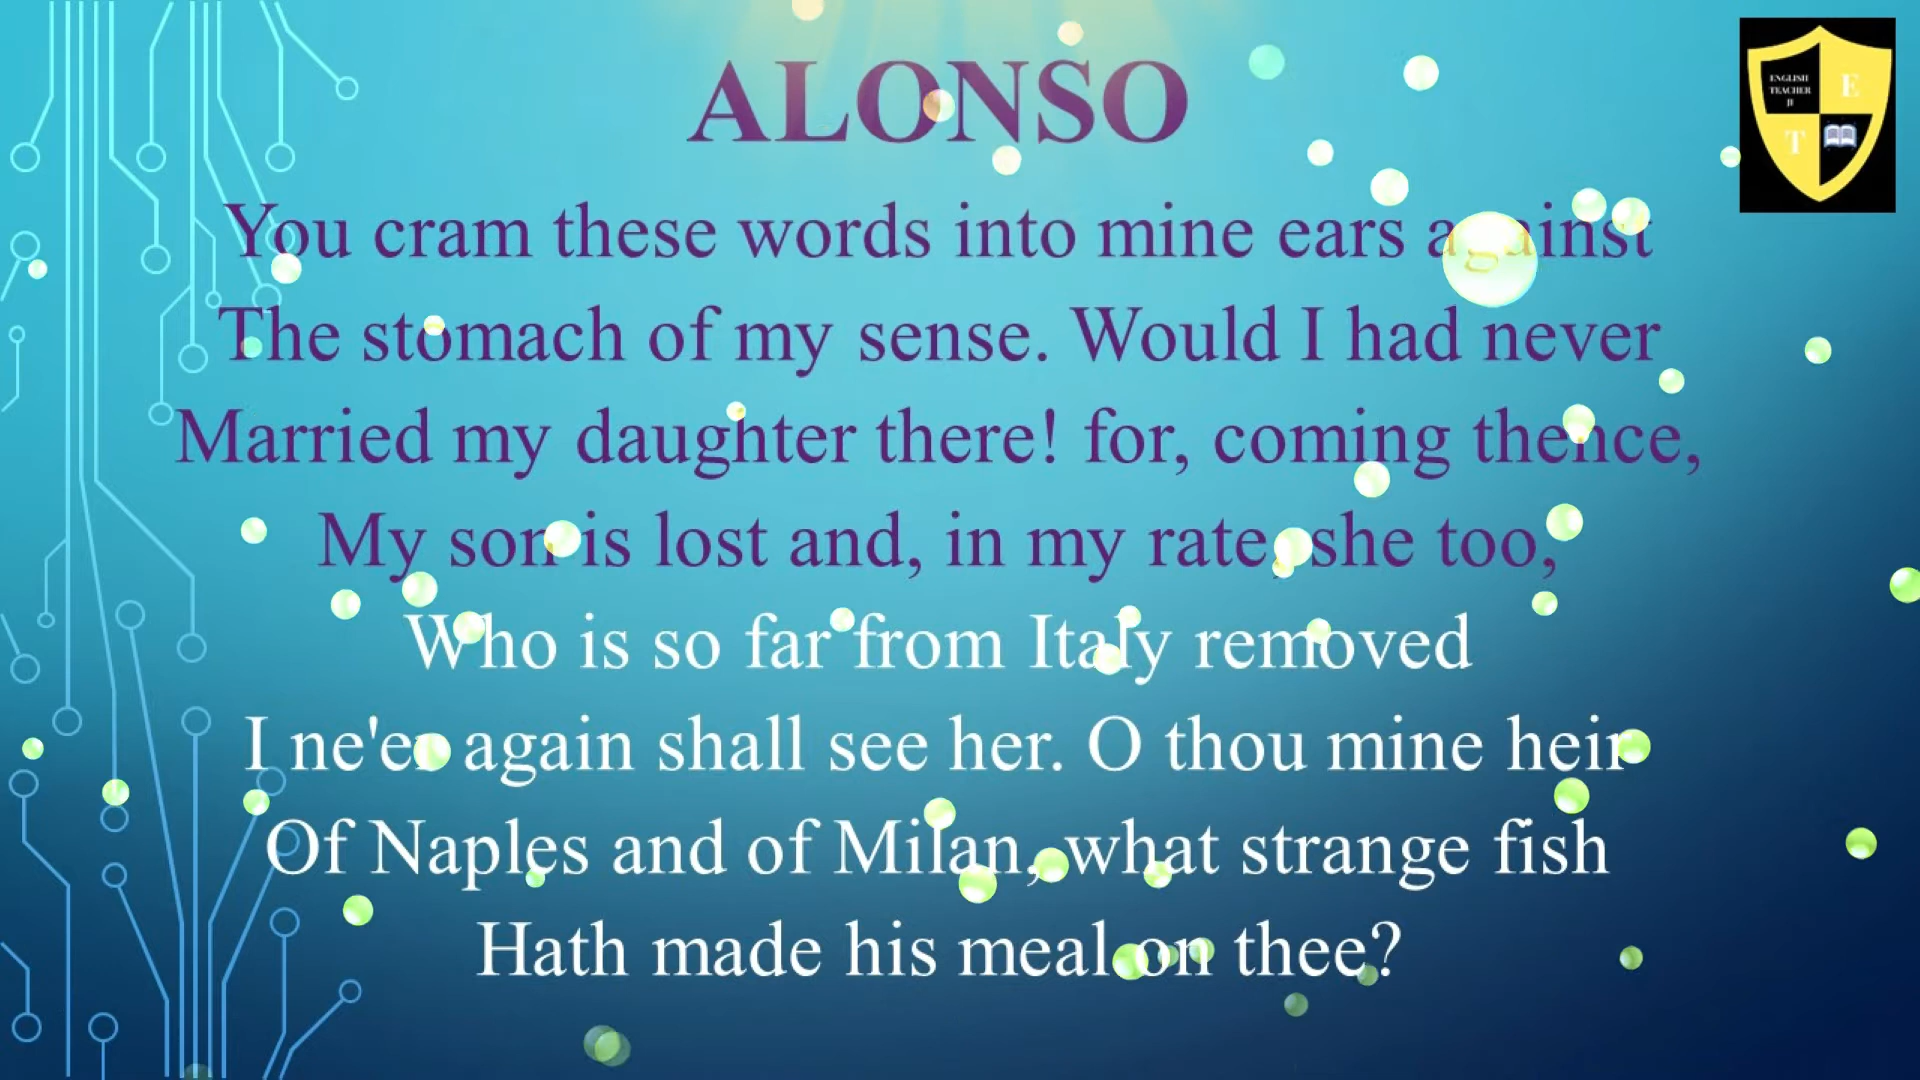 ALONSO
ENGLISH
TEACHER
JI
E
T
You cram these words into mine ears against
The stomach of my sense. Would I had never
Married my daughter there! for, coming thence,
My son is lost and, in my rate, she too,
Who is so far from Italy removed
I ne'er again shall see her. O thou mine heir
Of Naples and of Milan, what strange fish
Hath made his meal on thee?